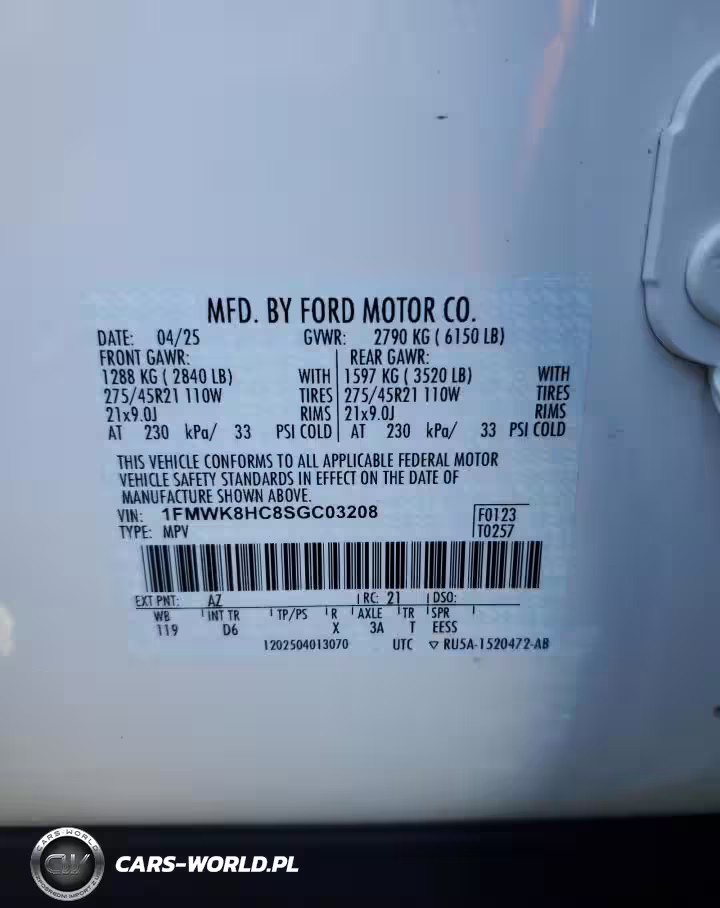 MFD. BY FORD MOTOR CO.
DATE: 04/25 GVWR: 2790 KG ( 6150 LB)
FRONT GAWR: REAR GAWR:
1288 KG ( 2840 LB) WITH 1597 KG ( 3520 LB) WITH
275/45R21 110W TIRES 275/45R21 110W TIRES
21x9.0J RIMS 21x9.0J RIMS
AT 230 kPa/ 33 PSI COLD AT 230 kPa/ 33 PSI COLD
THIS VEHICLE CONFORMS TO ALL APPLICABLE FEDERAL MOTOR
VEHICLE SAFETY STANDARDS IN EFFECT ON THE DATE OF
MANUFACTURE SHOWN ABOVE.
VIN: 1FMWK8HC8SGC03208 F0123
TYPE: MPV T0257
EXT PNT: AZ RC: 21 DSO:
WB INT TR TP/PS R AXLE TR SPR
119 D6 X 3A T EESS
1202504013070 UTC ▽ RU5A-1520472-AB
CARS-WORLD
CW
CARS-WORLD.PL